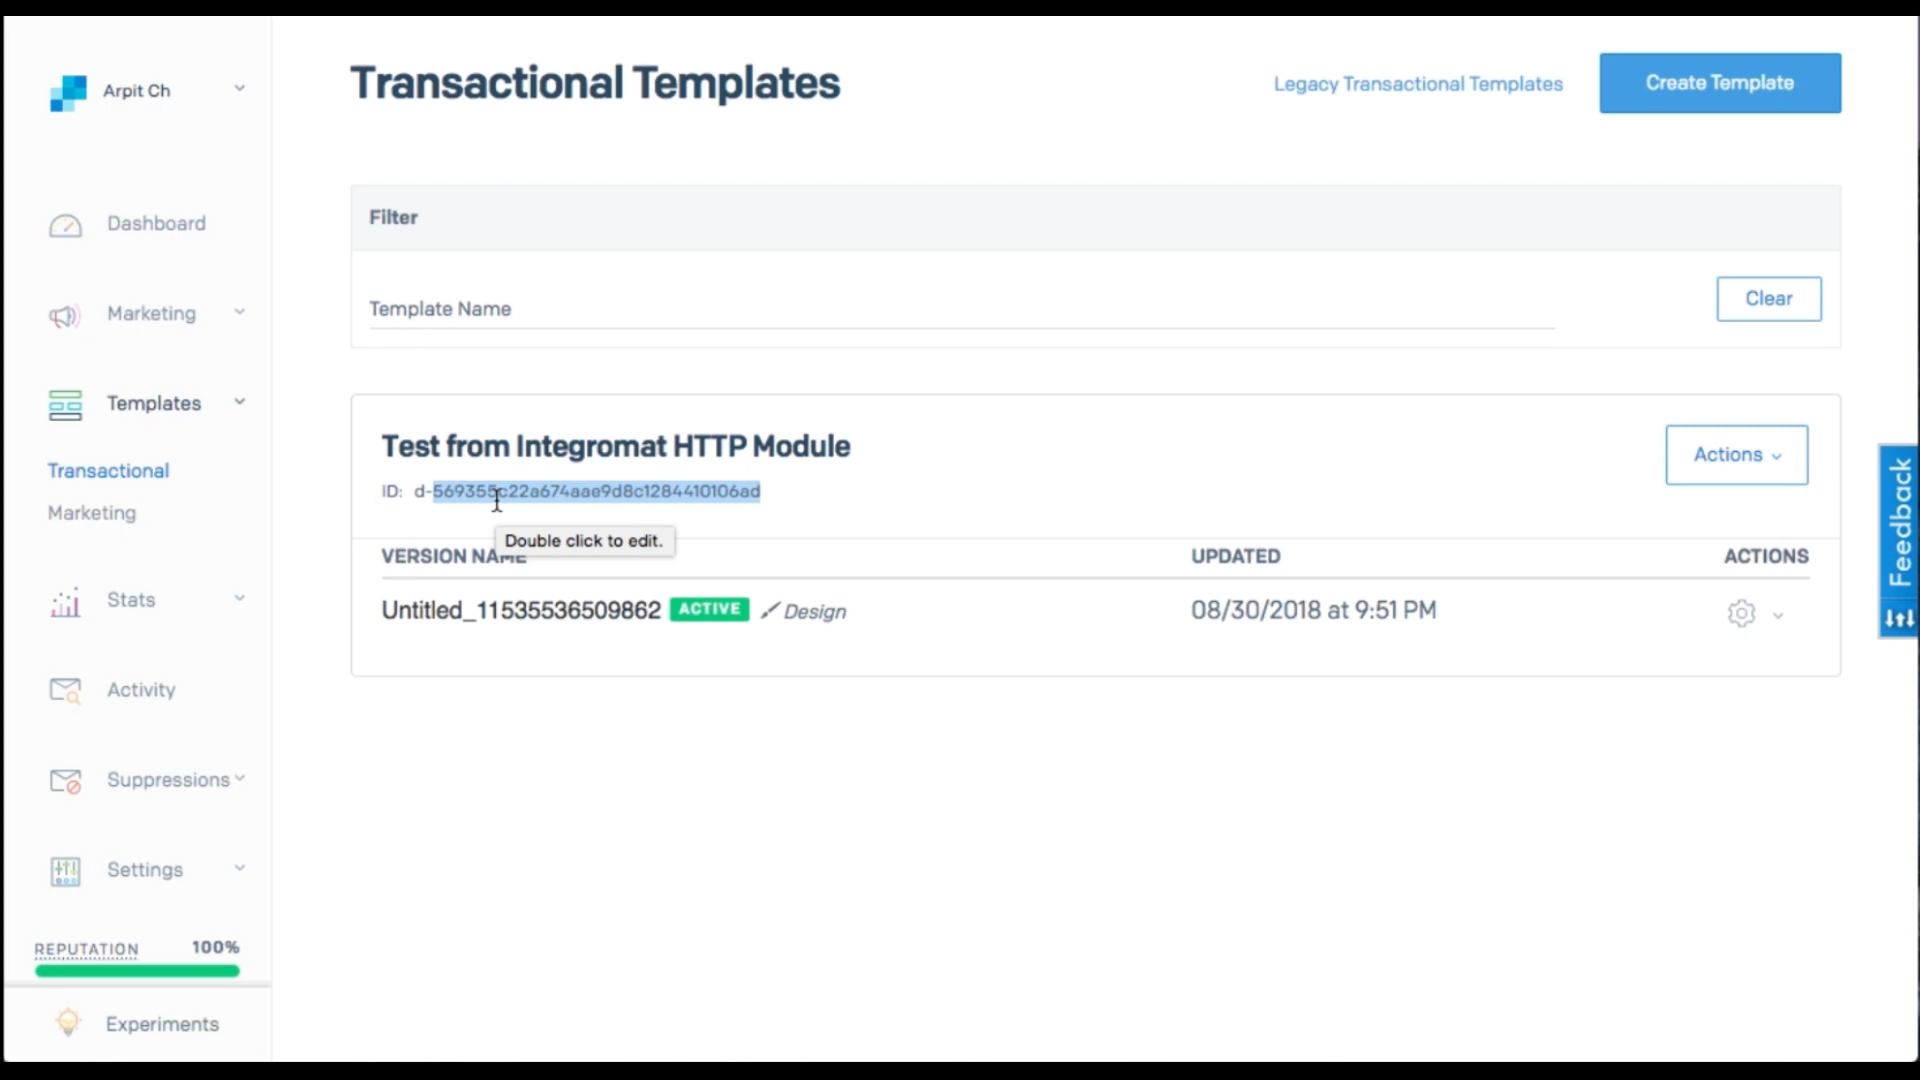 Arpit Ch
Dashboard
Marketing
Templates
Transactional
Marketing
Stats
Activity
Suppressions
Settings
REPUTATION 100%
Experiments
Transactional Templates
Legacy Transactional Templates
Create Template
Filter
Template Name
Clear
Test from Integromat HTTP Module
Actions
ID: d-569355c22a674aae9d8c1284410106ad
Double click to edit.
VERSION NAME UPDATED ACTIONS
Untitled_11535536509862 ACTIVE Design 08/30/2018 at 9:51 PM
Feedback